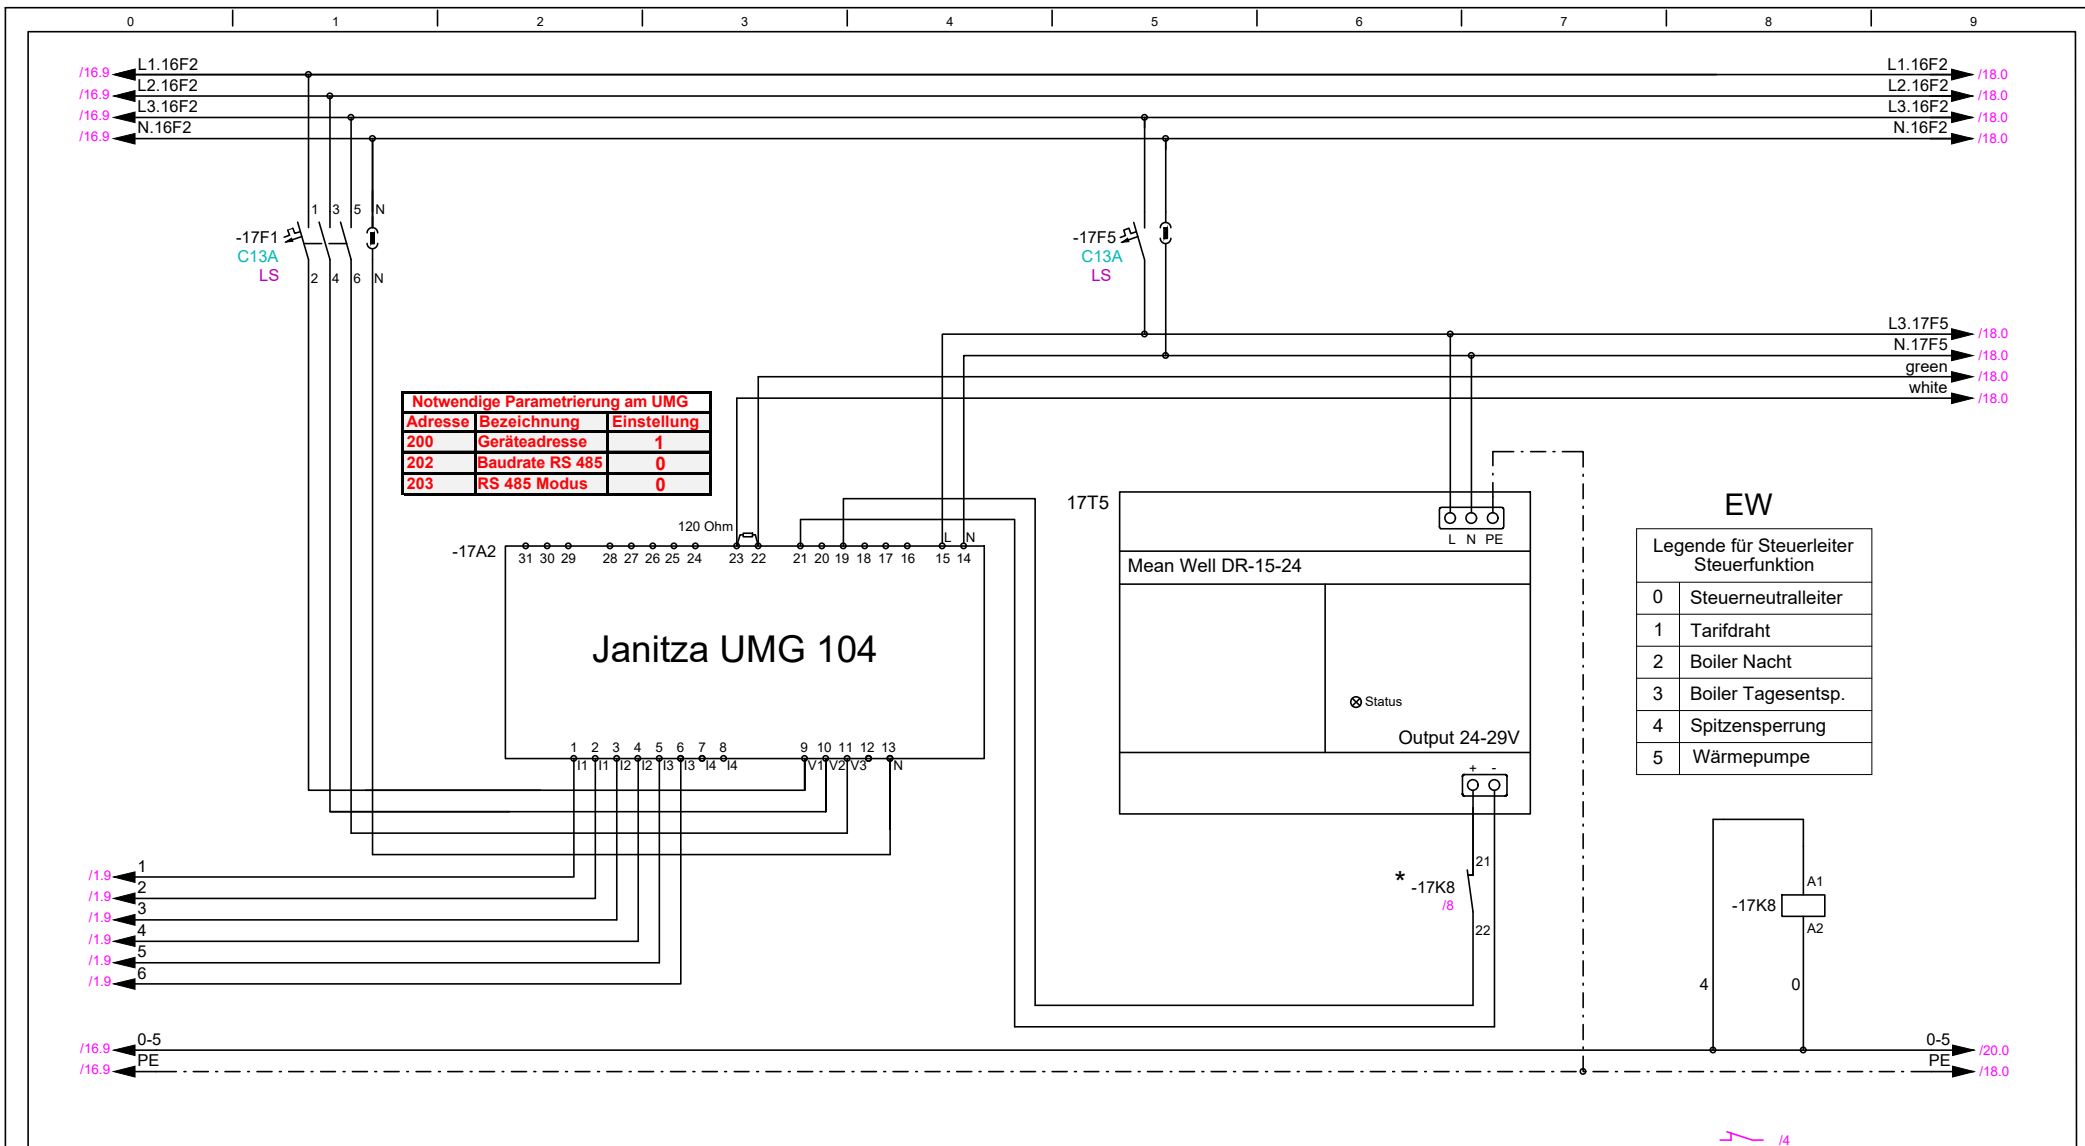 0 1 2 3 4 5 6 7 8 9
/16.9 L1.16F2 L1.16F2 /18.0
/16.9 L2.16F2 L2.16F2 /18.0
/16.9 L3.16F2 L3.16F2 /18.0
/16.9 N.16F2 N.16F2 /18.0
1 3 5 N
-17F1
C13A
LS
2 4 6 N
-17F5
C13A
LS
L3.17F5 /18.0
N.17F5 /18.0
green /18.0
white /18.0
Notwendige Parametrierung am UMG
Adresse Bezeichnung Einstellung
200 Geräteadresse 1
202 Baudrate RS 485 0
203 RS 485 Modus 0
120 Ohm
L N
-17A2
31 30 29 28 27 26 25 24 23 22 21 20 19 18 17 16 15 14
Janitza UMG 104
1 2 3 4 5 6 7 8 9 10 11 12 13
I1 I1 I2 I2 I3 I3 I4 I4 V1 V2 V3 N
17T5
L N PE
Mean Well DR-15-24
Status
Output 24-29V
+ -
21
* -17K8
/8
22
EW
Legende für Steuerleiter
Steuerfunktion
0 Steuerneutralleiter
1 Tarifdraht
2 Boiler Nacht
3 Boiler Tagesentsp.
4 Spitzensperrung
5 Wärmepumpe
A1
-17K8
A2
4 0
/1.9 1
/1.9 2
/1.9 3
/1.9 4
/1.9 5
/1.9 6
/16.9 0-5 0-5 /20.0
/16.9 PE PE /18.0
/4